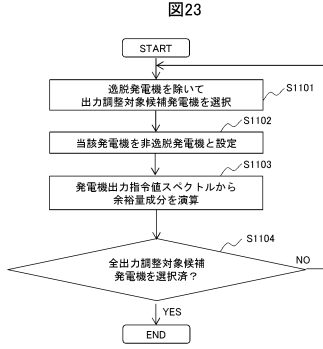 図23
START
逸脱発電機を除いて
出力調整対象候補発電機を選択
S1101
S1102
当該発電機を非逸脱発電機と設定
S1103
発電機出力指令値スペクトルから
余裕量成分を演算
S1104
全出力調整対象候補
発電機を選択済？
NO
YES
END